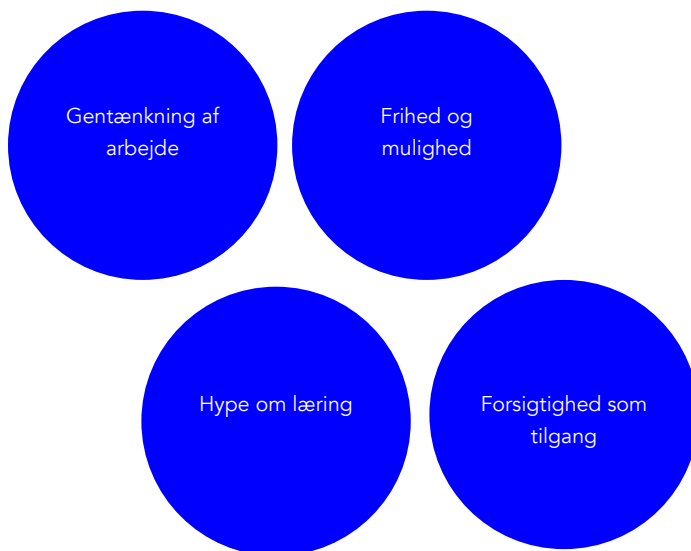 Gentænkning af
arbejde
Frihed og
mulighed
Hype om læring
Forsigtighed som
tilgang